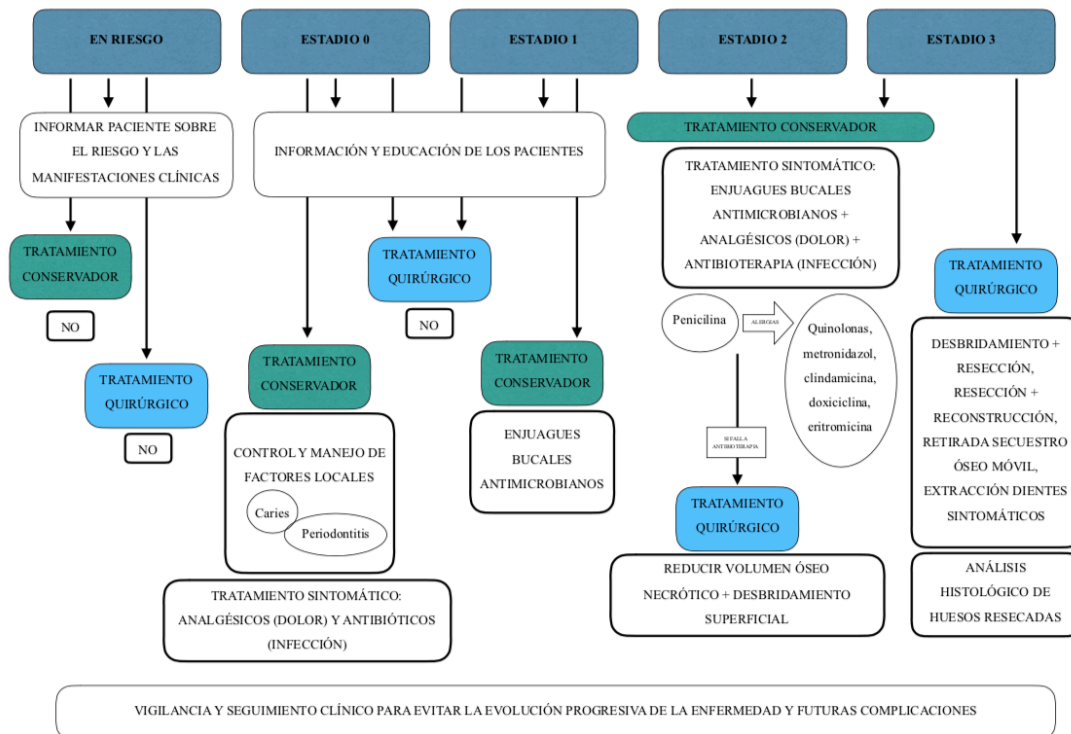 EN RIESGO
ESTADIO 0
ESTADIO 1
ESTADIO 2
ESTADIO 3
INFORMAR PACIENTE SOBRE
EL RIESGO Y LAS
MANIFESTACIONES CLÍNICAS
INFORMACIÓN Y EDUCACIÓN DE LOS PACIENTES
TRATAMIENTO CONSERVADOR
TRATAMIENTO SINTOMÁTICO:
ENJUAGUES BUCALES
ANTIMICROBIANOS +
ANALGÉSICOS (DOLOR) +
ANTIBIOTERAPIA (INFECCIÓN)
TRATAMIENTO
CONSERVADOR
NO
TRATAMIENTO
QUIRÚRGICO
NO
TRATAMIENTO
QUIRÚRGICO
NO
TRATAMIENTO
CONSERVADOR
CONTROL Y MANEJO DE
FACTORES LOCALES
Caries
Periodontitis
TRATAMIENTO SINTOMÁTICO:
ANALGÉSICOS (DOLOR) Y ANTIBIÓTICOS
(INFECCIÓN)
TRATAMIENTO
CONSERVADOR
ENJUAGUES
BUCALES
ANTIMICROBIANOS
Penicilina
ALERGIAS
Quinolonas,
metronidazol,
clindamicina,
doxiciclina,
eritromicina
SI FALLA
ANTIBIOTERAPIA
TRATAMIENTO
QUIRÚRGICO
REDUCIR VOLUMEN ÓSEO
NECRÓTICO + DESBRIDAMIENTO
SUPERFICIAL
TRATAMIENTO
QUIRÚRGICO
DESBRIDAMIENTO +
RESECCIÓN,
RESECCIÓN +
RECONSTRUCCIÓN,
RETIRADA SECUESTRO
ÓSEO MÓVIL,
EXTRACCIÓN DIENTES
SINTOMÁTICOS
ANÁLISIS
HISTOLÓGICO DE
HUESOS RESECADAS
VIGILANCIA Y SEGUIMIENTO CLÍNICO PARA EVITAR LA EVOLUCIÓN PROGRESIVA DE LA ENFERMEDAD Y FUTURAS COMPLICACIONES